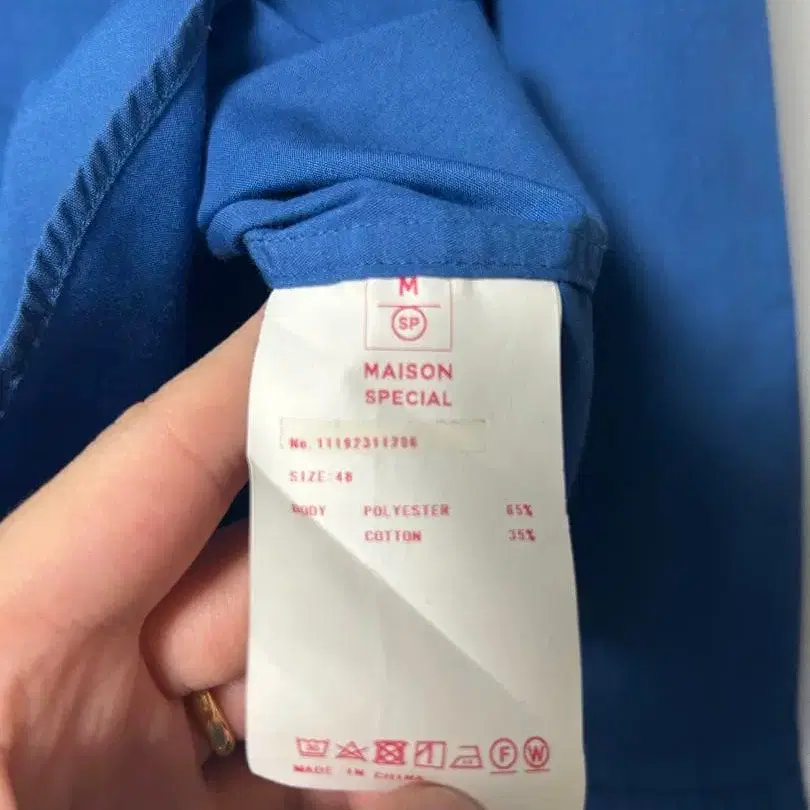 M
SP
MAISON
SPECIAL
No. 11192311206
SIZE:48
BODY POLYESTER 65%
COTTON 35%
F W
MADE IN CHINA